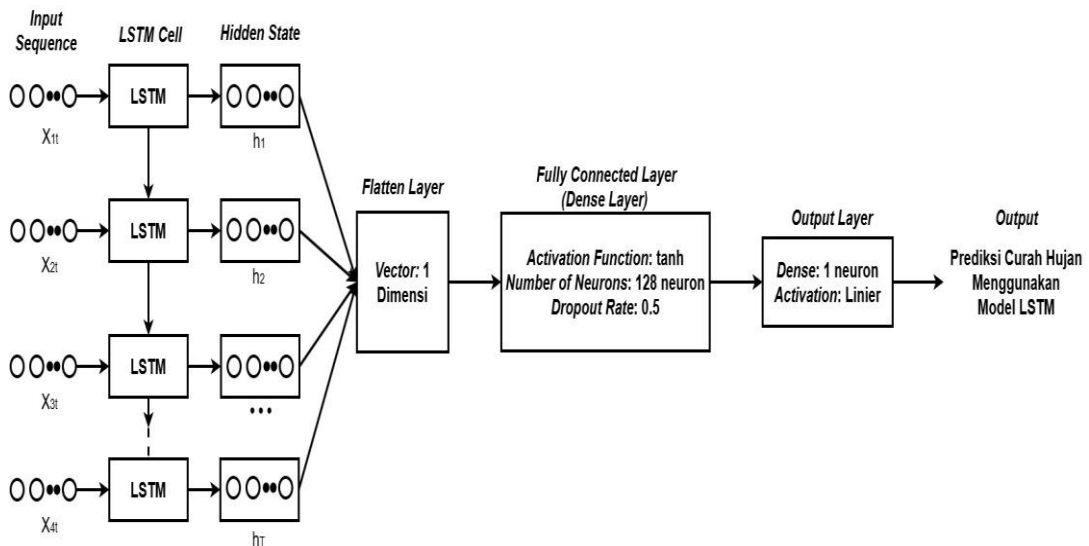 Input
Sequence
LSTM Cell
Hidden State
LSTM
X1t
h1
LSTM
X2t
h2
LSTM
X3t
...
LSTM
X4t
hT
Flatten Layer
Vector: 1
Dimensi
Fully Connected Layer
(Dense Layer)
Activation Function: tanh
Number of Neurons: 128 neuron
Dropout Rate: 0.5
Output Layer
Dense: 1 neuron
Activation: Linier
Output
Prediksi Curah Hujan
Menggunakan
Model LSTM